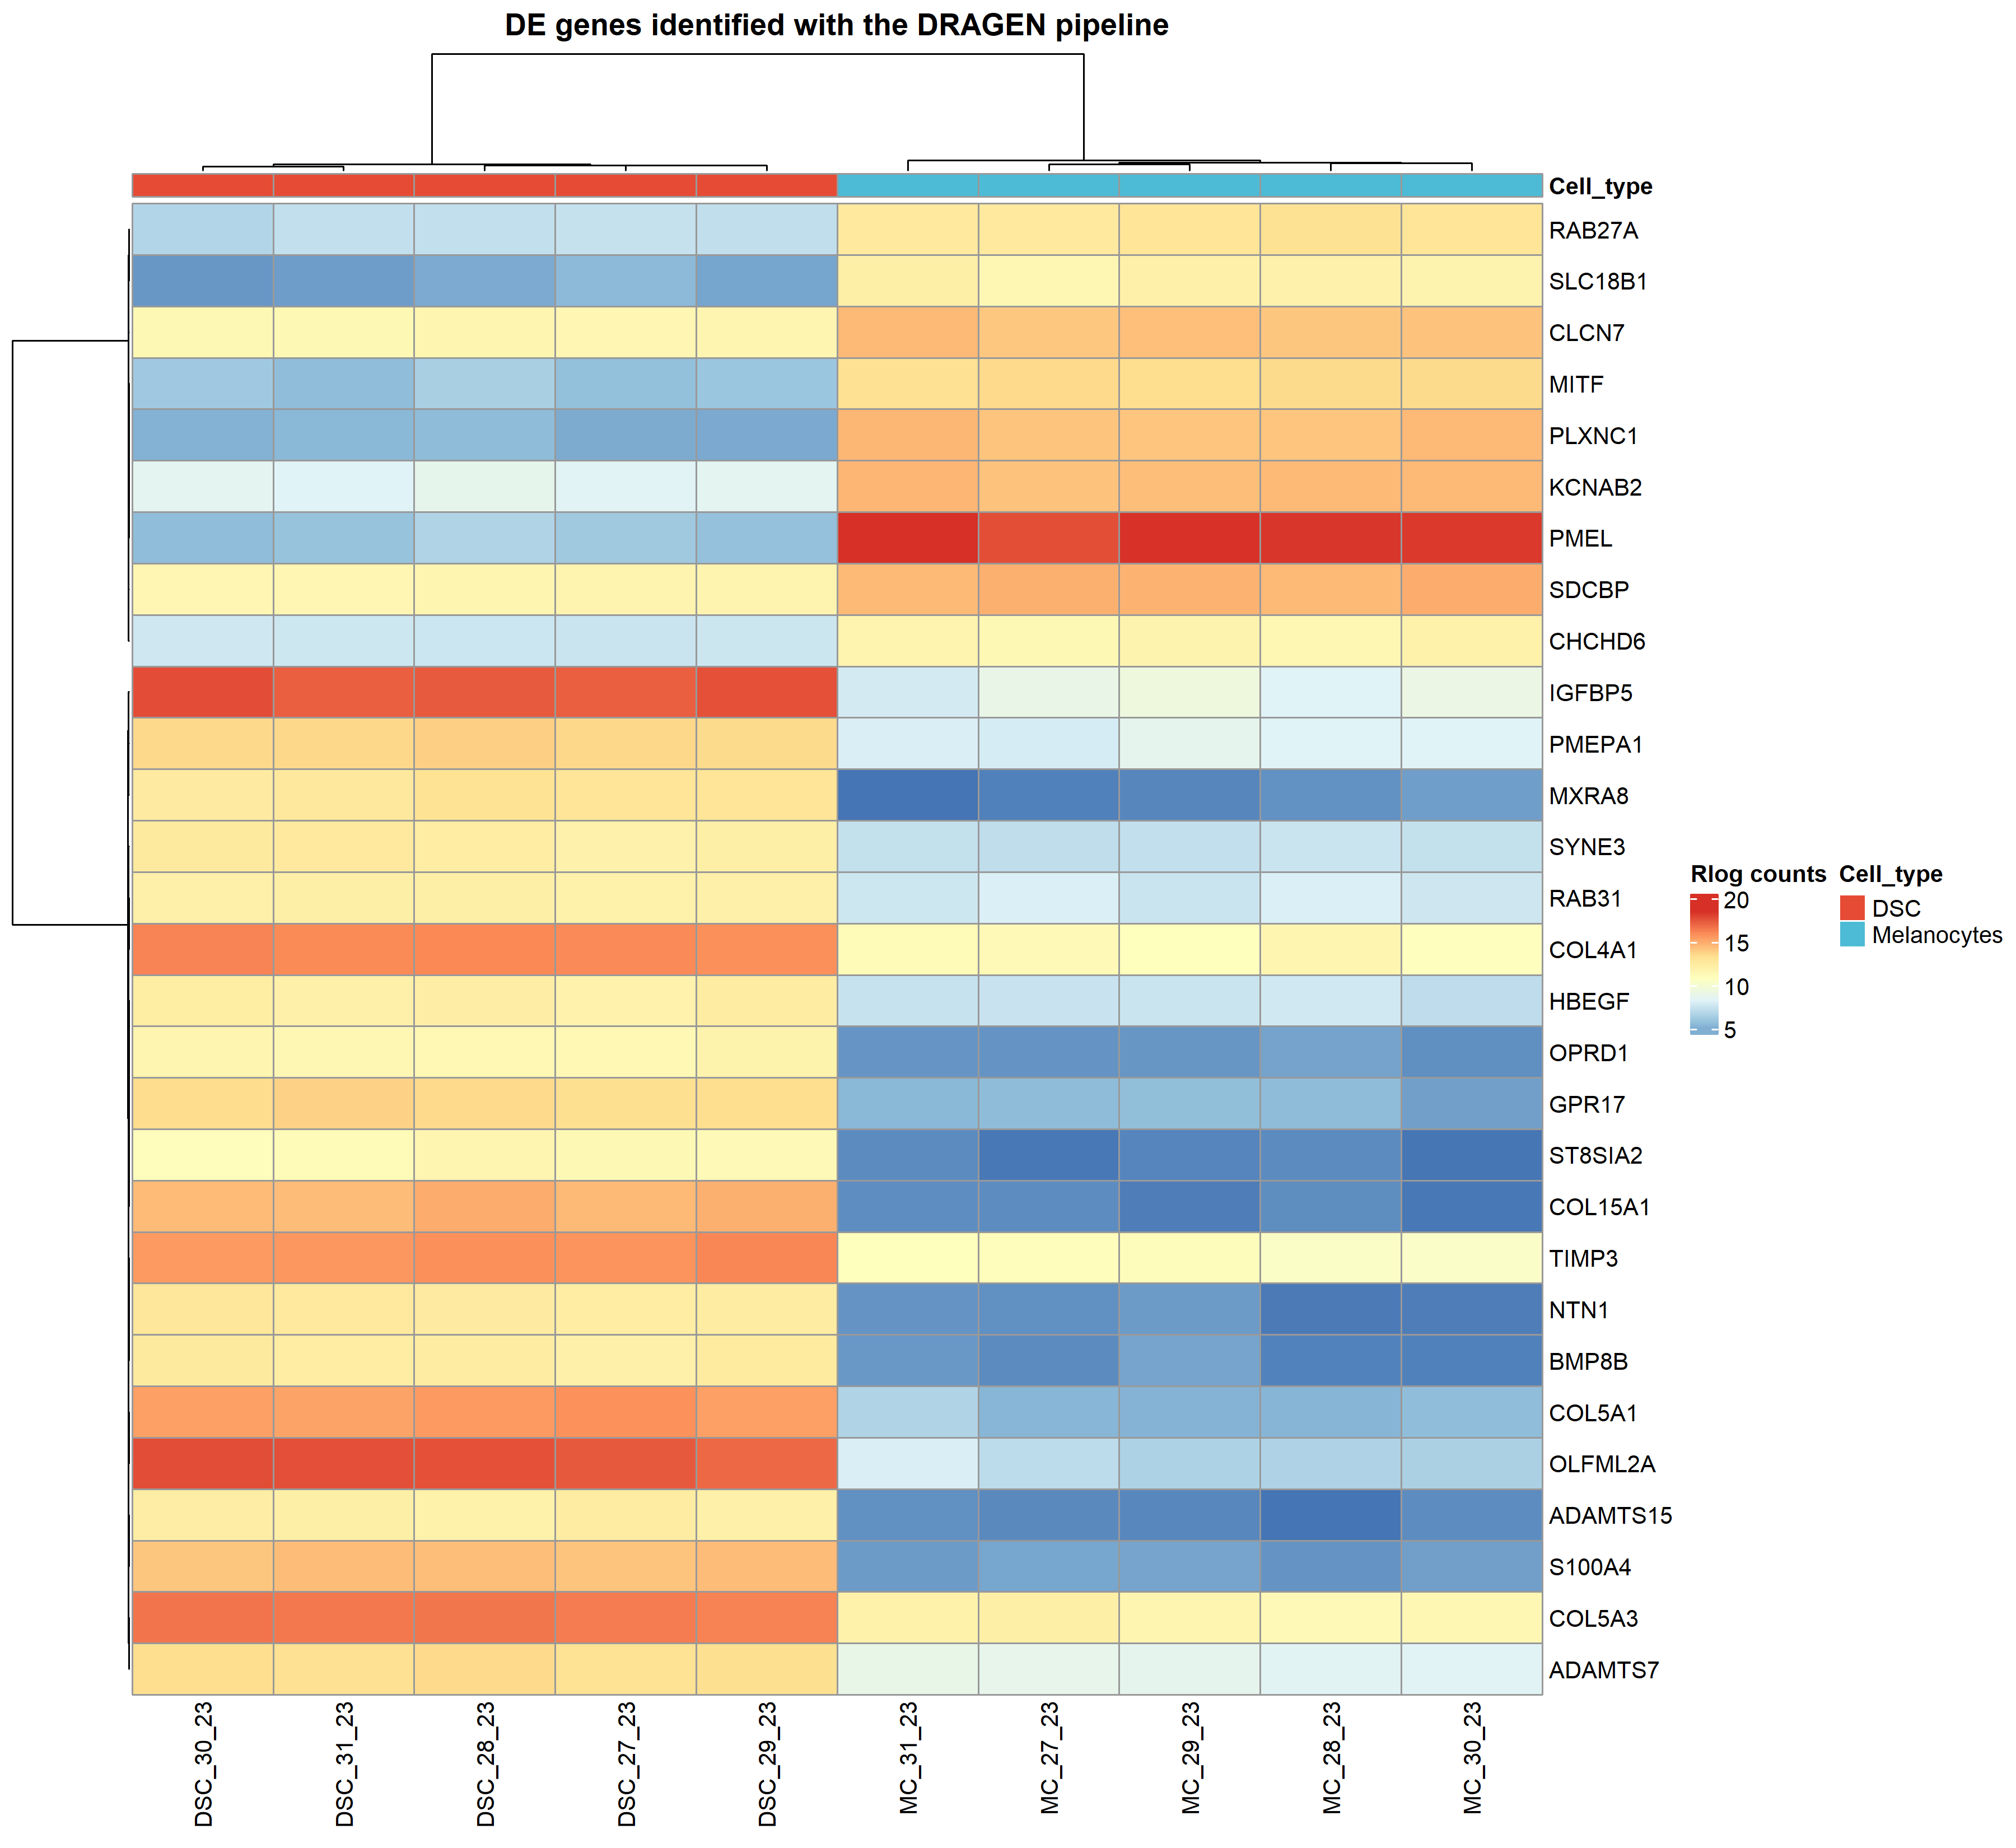 DE genes identified with the DRAGEN pipeline
Cell_type
RAB27A
SLC18B1
CLCN7
MITF
PLXNC1
KCNAB2
PMEL
SDCBP
CHCHD6
IGFBP5
PMEPA1
MXRA8
SYNE3
RAB31
COL4A1
HBEGF
OPRD1
GPR17
ST8SIA2
COL15A1
TIMP3
NTN1
BMP8B
COL5A1
OLFML2A
ADAMTS15
S100A4
COL5A3
ADAMTS7
DSC_30_23
DSC_31_23
DSC_28_23
DSC_27_23
DSC_29_23
MC_31_23
MC_27_23
MC_29_23
MC_28_23
MC_30_23
Rlog counts
20
15
10
5
Cell_type
DSC
Melanocytes